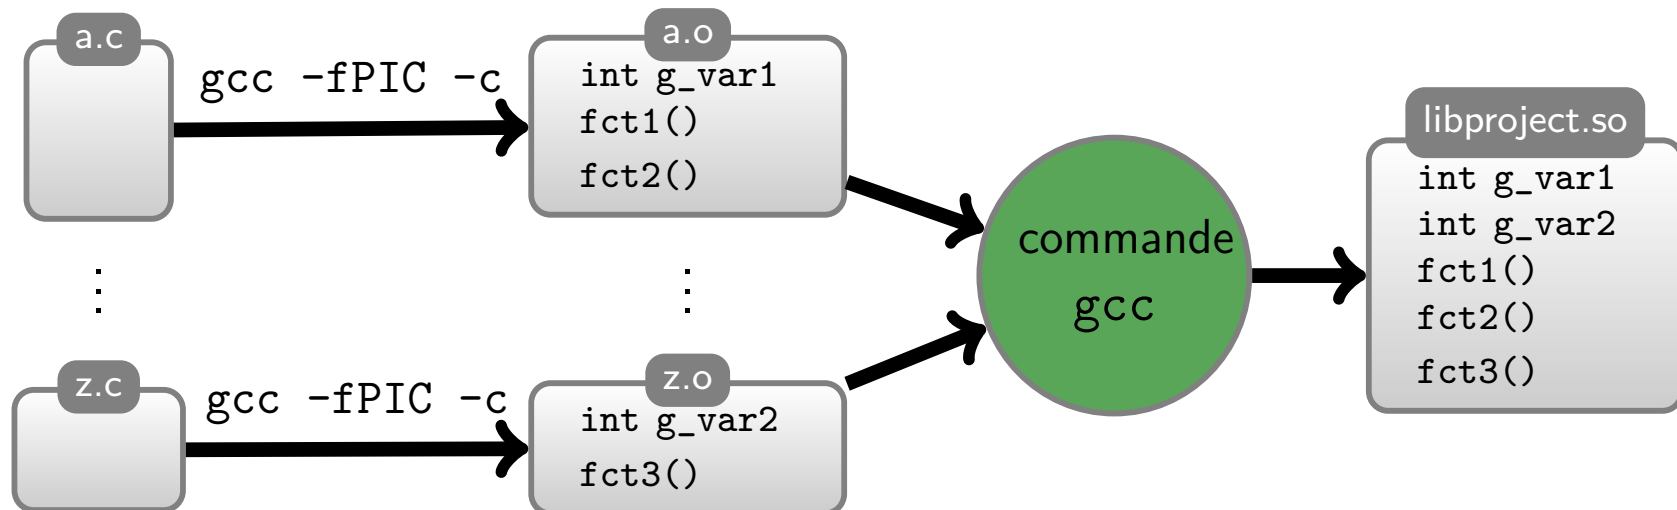 a.c
gcc -fPIC -c
a.o
int g_var1
fct1()
fct2()
z.c
gcc -fPIC -c
z.o
int g_var2
fct3()
commande
gcc
libproject.so
int g_var1
int g_var2
fct1()
fct2()
fct3()